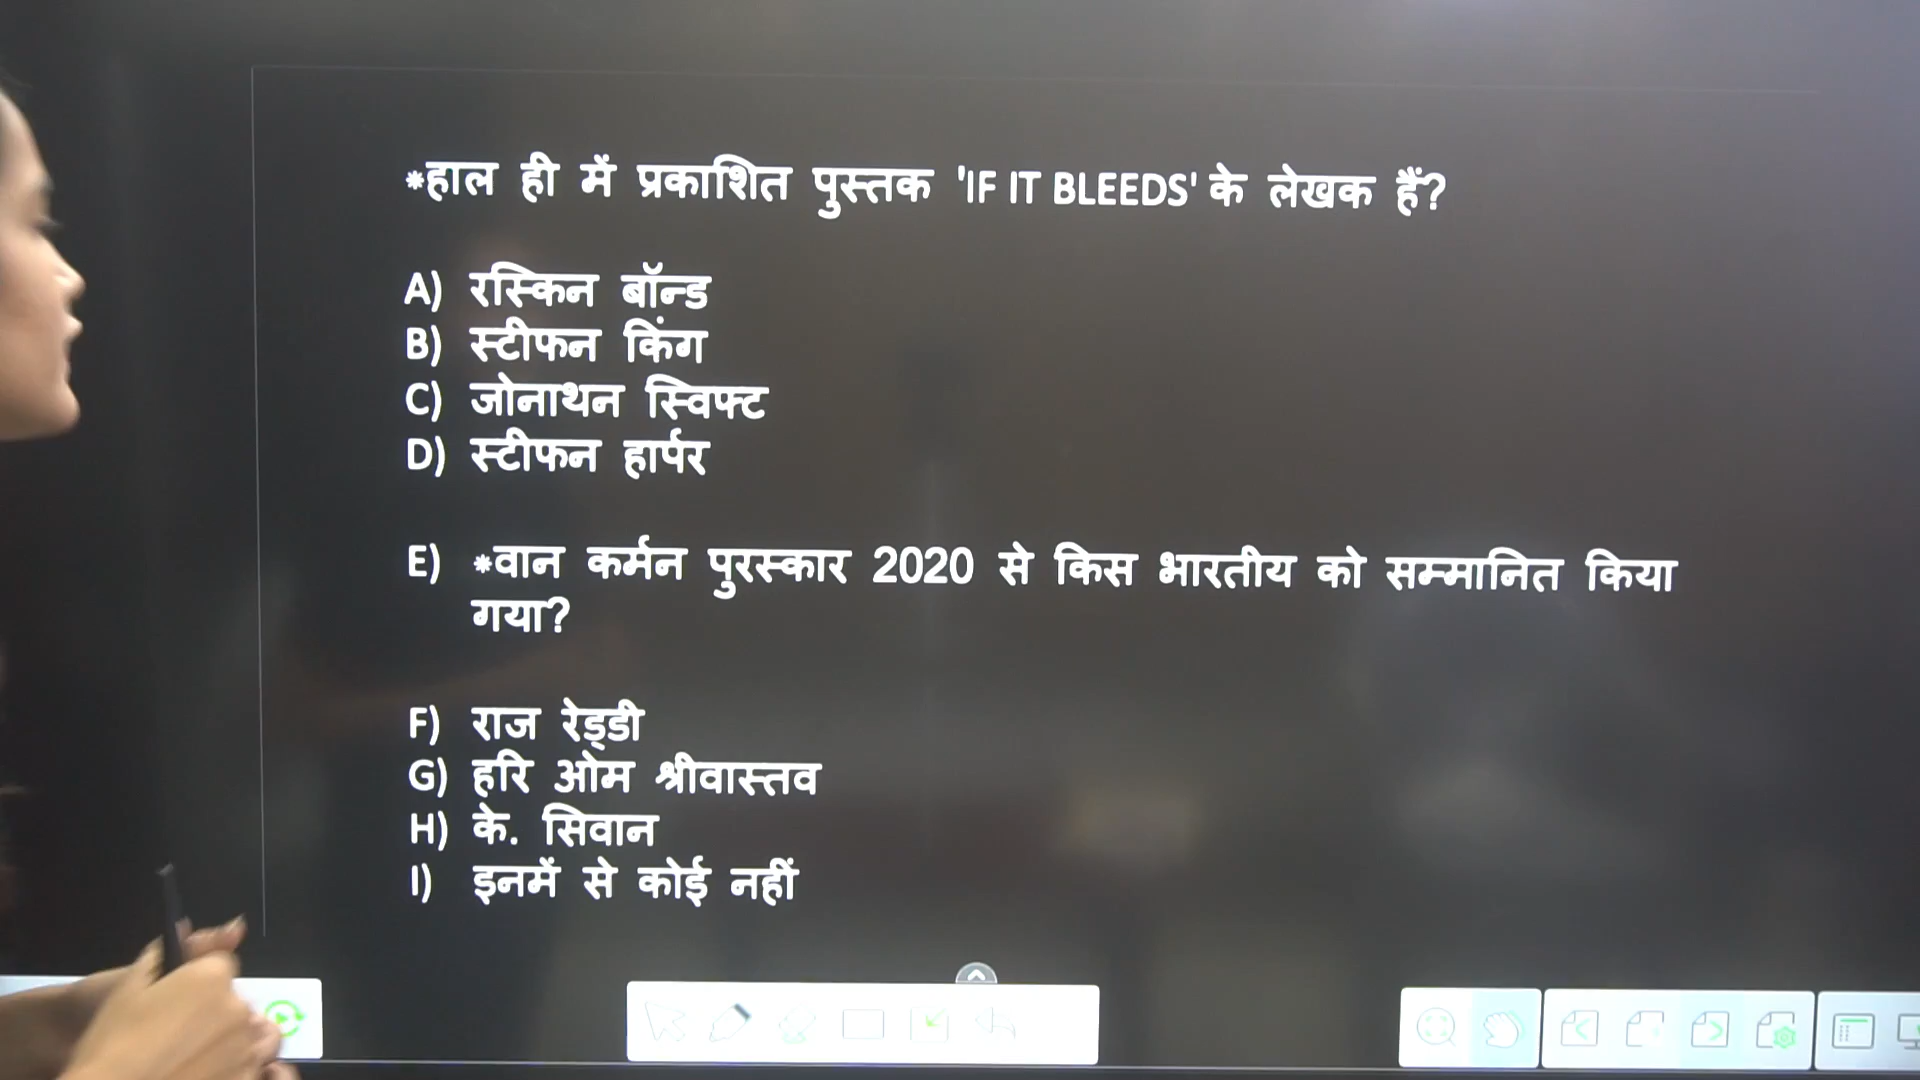 *हाल ही में प्रकाशित पुस्तक 'IF IT BLEEDS' के लेखक हैं?
A) रस्किन बॉन्ड
B) स्टीफन किंग
C) जोनाथन स्विफ्ट
D) स्टीफन हार्पर
E) *वान कर्मन पुरस्कार 2020 से किस भारतीय को सम्मानित किया
गया?
F) राज रेड्डी
G) हरि ओम श्रीवास्तव
H) के. सिवान
I) इनमें से कोई नहीं